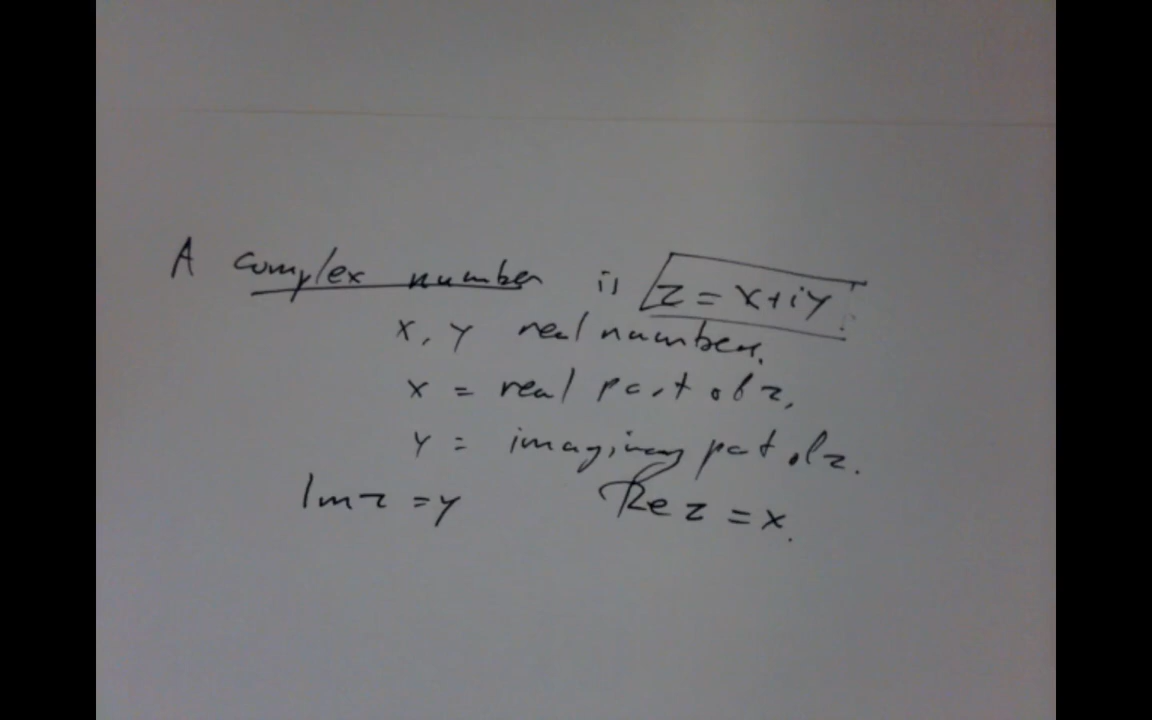 A complex number is z = x+iy.
x, y real numbers.
x = real part of z,
y = imaginary part of z.
Im z = y Re z = x.